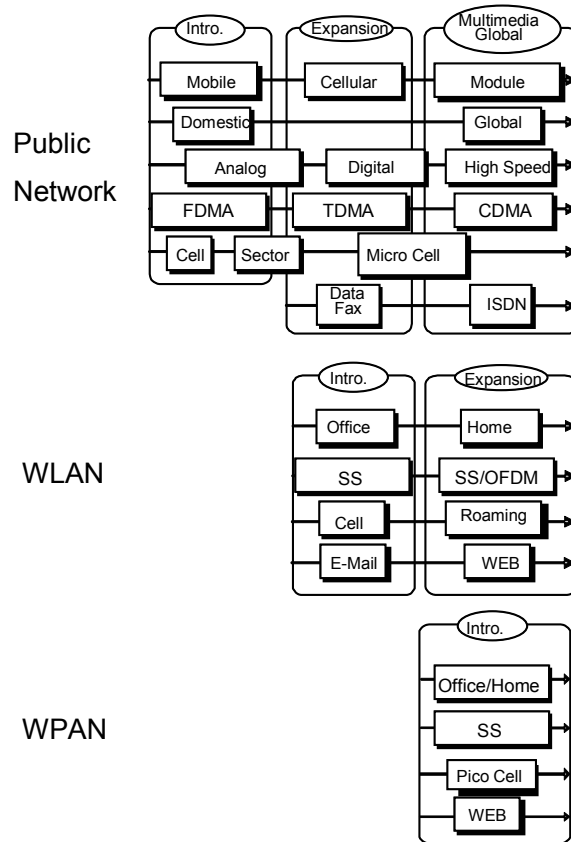 Intro.
Expansion
Multimedia
Global
Mobile
Cellular
Module
Domestic
Global
Public
Network
Analog
Digital
High Speed
FDMA
TDMA
CDMA
Cell
Sector
Micro Cell
Data
Fax
ISDN
Intro.
Expansion
Office
Home
WLAN
SS
SS/OFDM
Cell
Roaming
E-Mail
WEB
Intro.
Office/Home
WPAN
SS
Pico Cell
WEB